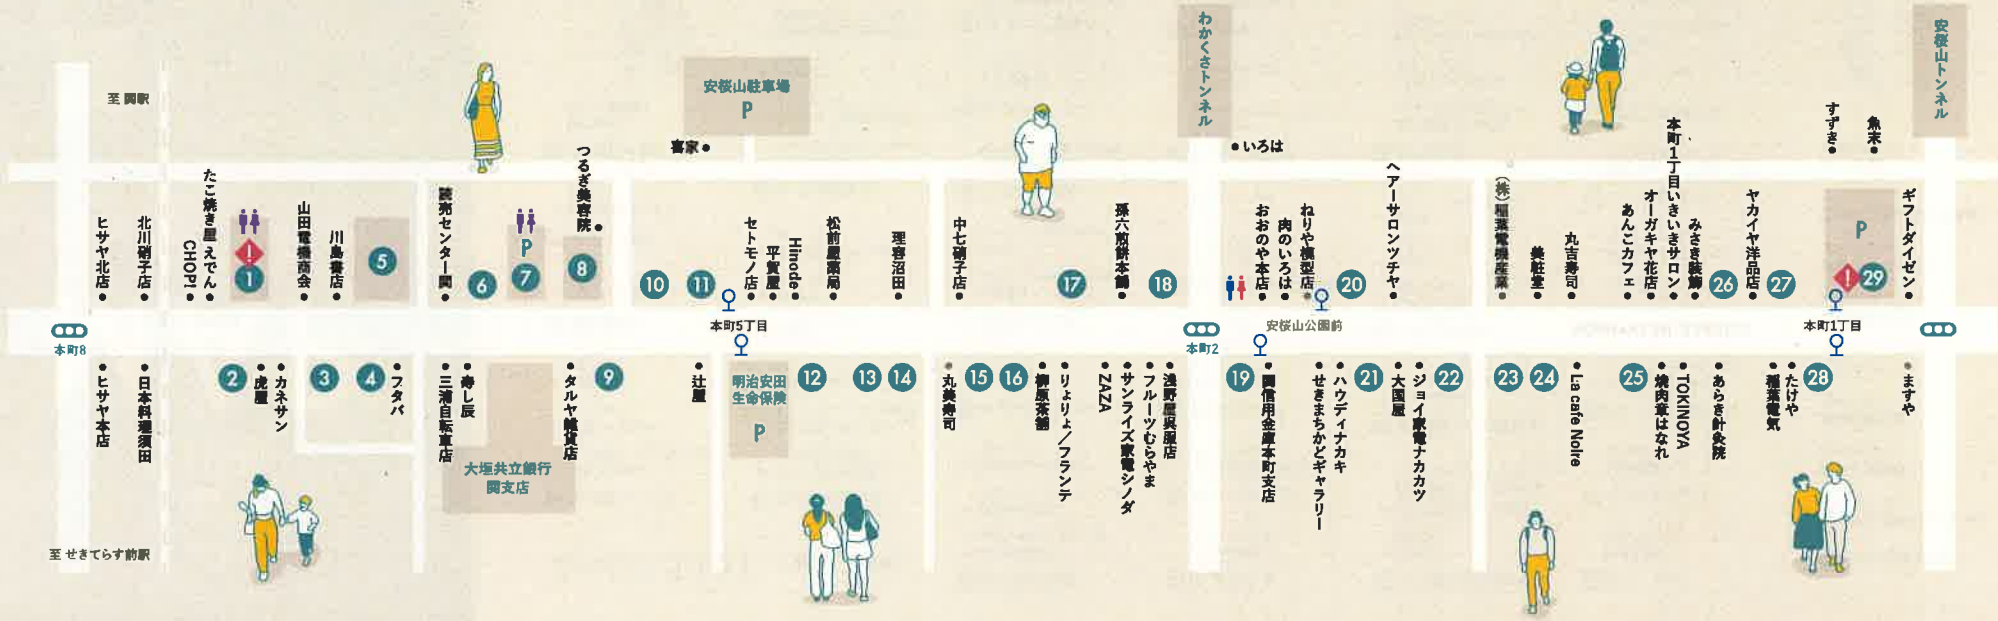 わかくさトンネル
安桜山トンネル
至 関駅
安桜山駐車場
P
喜家
いろは
すずき
魚末
ヒサヤ北店
北川硝子店
CHOPI
たこ焼き屋 えでん
!
1
山田電機商会
川島書店
5
読売センター関
6
P
7
つるぎ美容院
8
10
11
セトモノ店
平賀屋
Hinode
松前屋薬局
理容沼田
中七硝子店
17
孫六煎餅本舗
18
おおのや本店
肉のいろは
ねりや模型店
20
ヘアーサロンツチヤ
(株)稲葉電機産業
美粧堂
丸吉寿司
あんこカフェ
オーガキヤ花店
本町1丁目いきいきサロン
みさき装飾
26
ヤカイヤ洋品店
27
P
!
29
ギフトダイゼン
本町8
本町5丁目
本町2
安桜山公園前
本町1丁目
ヒサヤ本店
日本料理須田
2
虎屋
カネサン
3
4
フタバ
三浦自転車店
寿し辰
大垣共立銀行
関支店
タルヤ雑貨店
9
辻屋
明治安田
生命保険
P
12
13
14
丸美寿司
15
16
柳原茶舗
りょりょ/フランテ
ZAZA
サンライズ家電シノダ
フルーツむらやま
浅野屋呉服店
19
関信用金庫本町支店
せきまちかどギャラリー
ハウディナカキ
21
大国屋
ジョイ家電ナカカツ
22
23
24
La cafe Noire
25
焼肉章はなれ
TOKINOYA
あらき針灸院
稲葉電気
たけや
28
ますや
至 せきてらす前駅